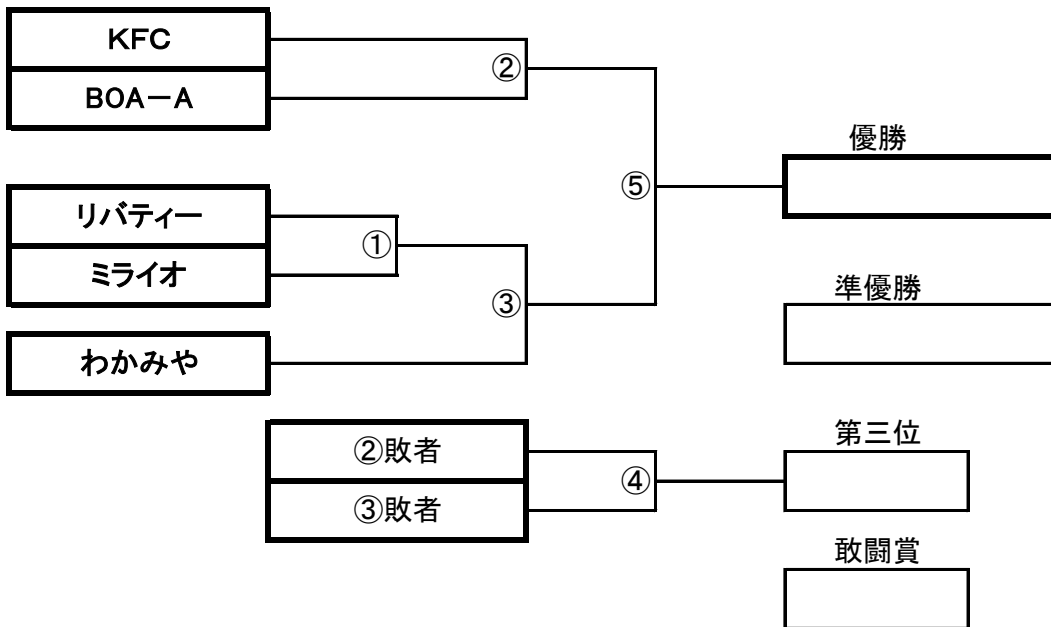 KFC
②
BOA－A
優勝
⑤
リバティー
①
ミライオ
準優勝
③
わかみや
第三位
②敗者
④
③敗者
敢闘賞